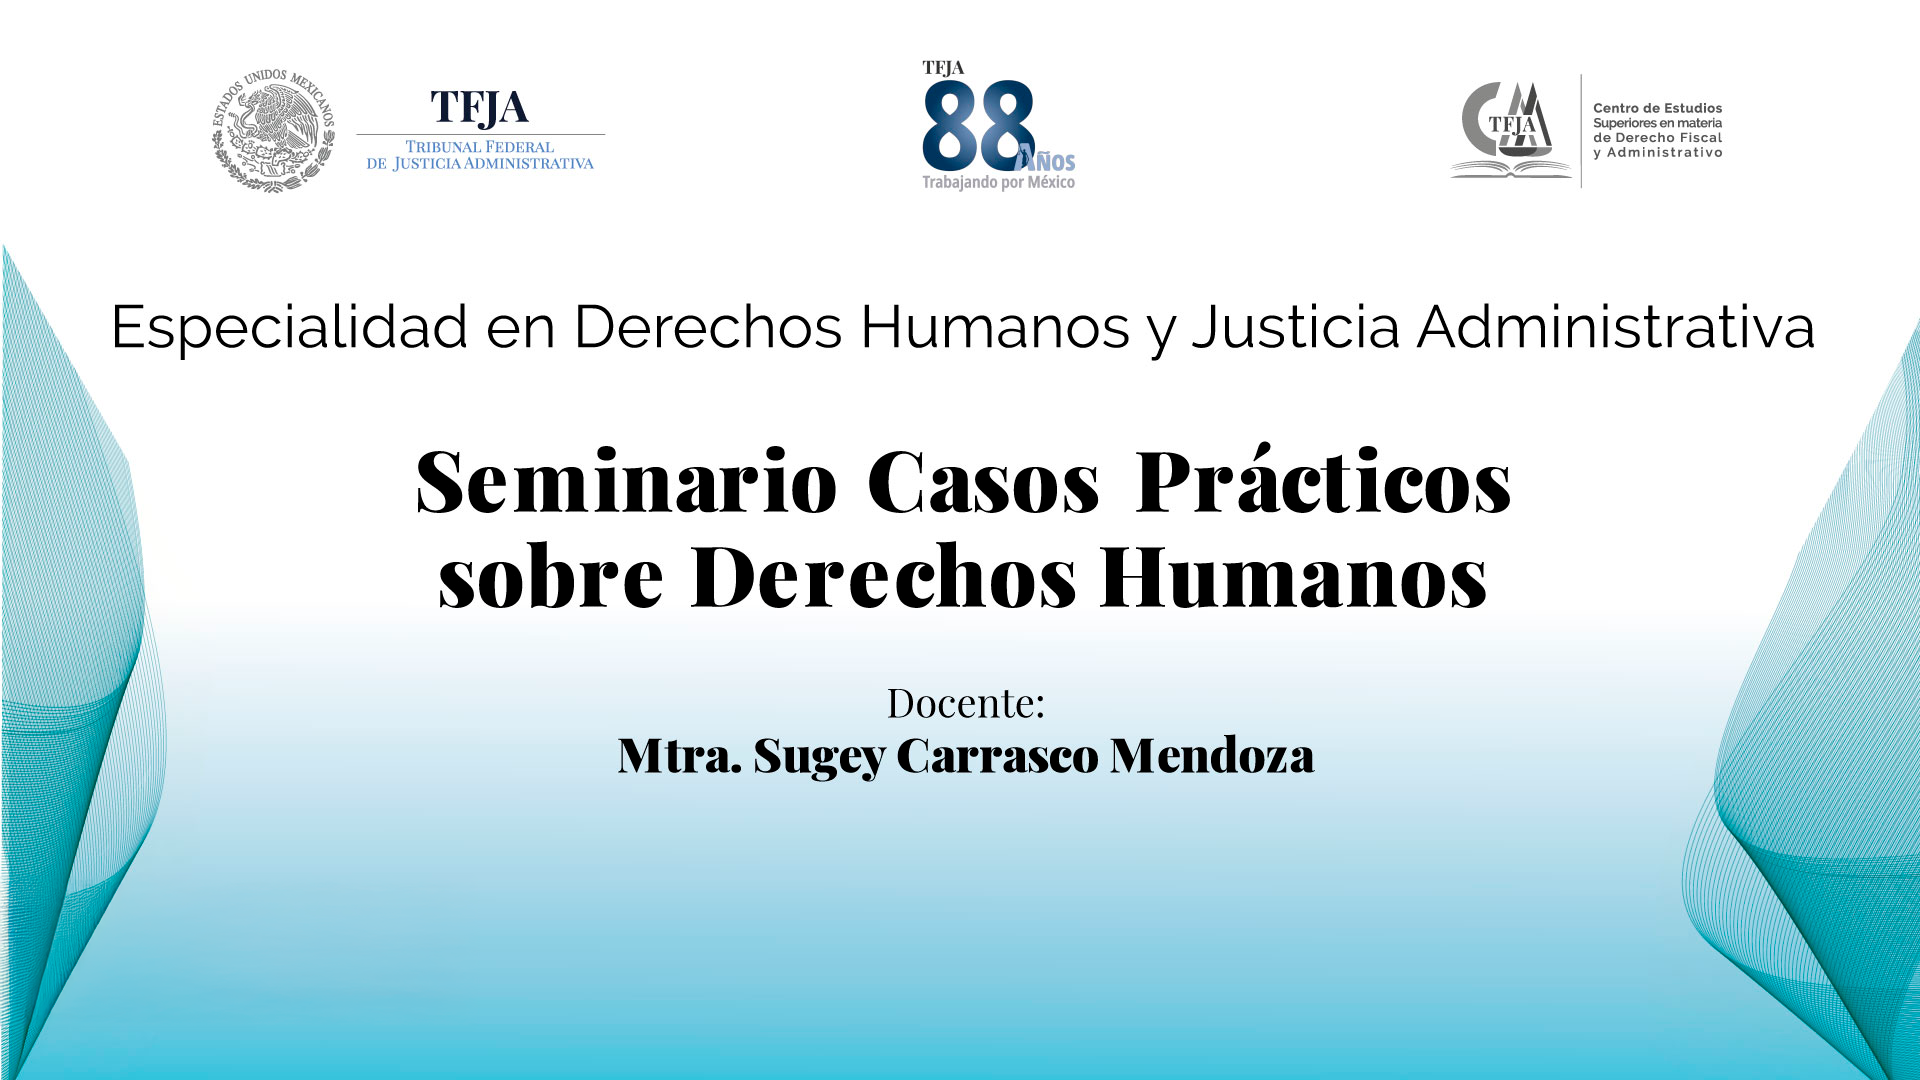 ESTADOS UNIDOS MEXICANOS
TFJA
TRIBUNAL FEDERAL
DE JUSTICIA ADMINISTRATIVA
TFJA
88
Años
Trabajando por México
TFJA
Centro de Estudios
Superiores en materia
de Derecho Fiscal
y Administrativo
Especialidad en Derechos Humanos y Justicia Administrativa
Seminario Casos Prácticos
sobre Derechos Humanos
Docente:
Mtra. Sugey Carrasco Mendoza